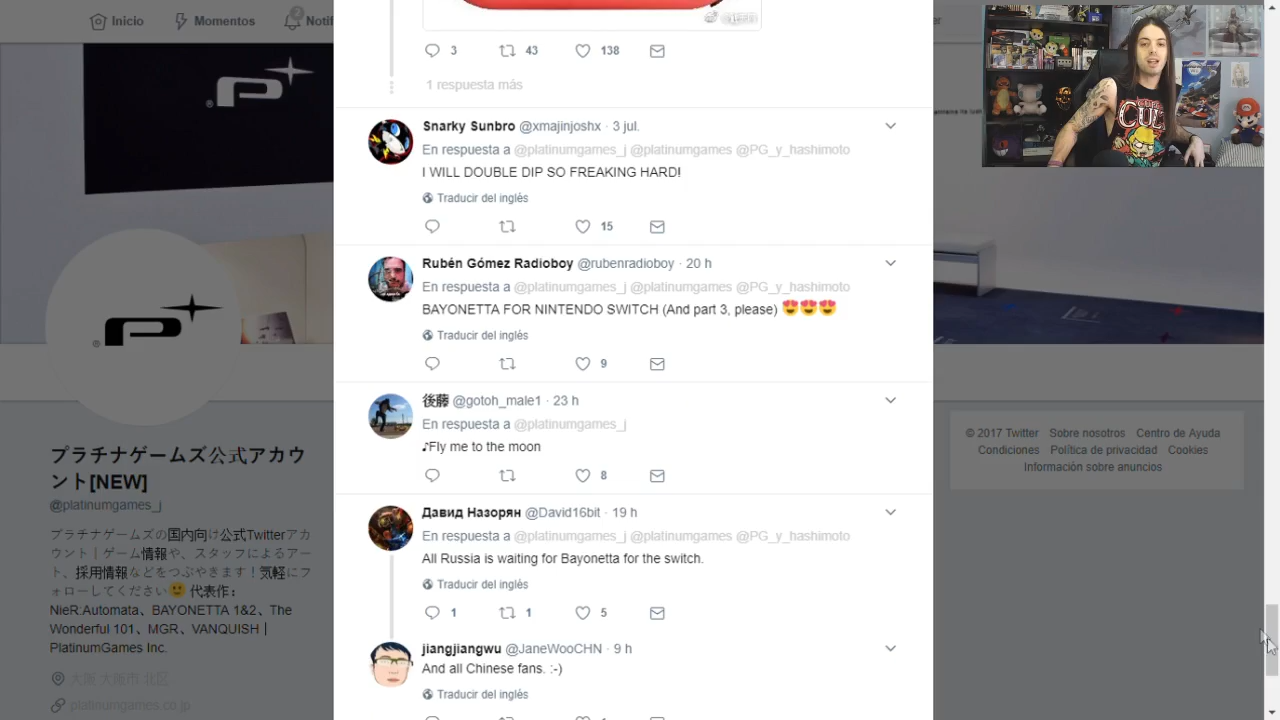 Inicio
Momentos
2
3
43
138
1 respuesta más
Snarky Sunbro @xmajinjoshx · 3 jul.
En respuesta a @platinumgames_j @platinumgames @PG_y_hashimoto
I WILL DOUBLE DIP SO FREAKING HARD!
Traducir del inglés
15
Rubén Gómez Radioboy @rubenradioboy · 20 h
En respuesta a @platinumgames_j @platinumgames @PG_y_hashimoto
BAYONETTA FOR NINTENDO SWITCH (And part 3, please) 😍😍😍
Traducir del inglés
9
後藤 @gotoh_male1 · 23 h
En respuesta a @platinumgames_j
♪Fly me to the moon
8
Давид Назорян @David16bit · 19 h
En respuesta a @platinumgames_j @platinumgames @PG_y_hashimoto
All Russia is waiting for Bayonetta for the switch.
Traducir del inglés
1
1
5
jiangjiangwu @JaneWooCHN · 9 h
And all Chinese fans. :-)
Traducir del inglés
プラチナゲームズ公式アカウ
ント[NEW]
@platinumgames_j
プラチナゲームズの国内向け公式Twitterアカ
ウント｜ゲーム情報や、スタッフによるアー
ト、採用情報などをつぶやきます！気軽にフ
ォローしてください🙂 代表作：
NieR:Automata、BAYONETTA 1&2、The
Wonderful 101、MGR、VANQUISH｜
PlatinumGames Inc.
大阪 大阪市 北区
platinumgames.co.jp
© 2017 Twitter Sobre nosotros Centro de Ayuda
Condiciones Política de privacidad Cookies
Información sobre anuncios
CULT